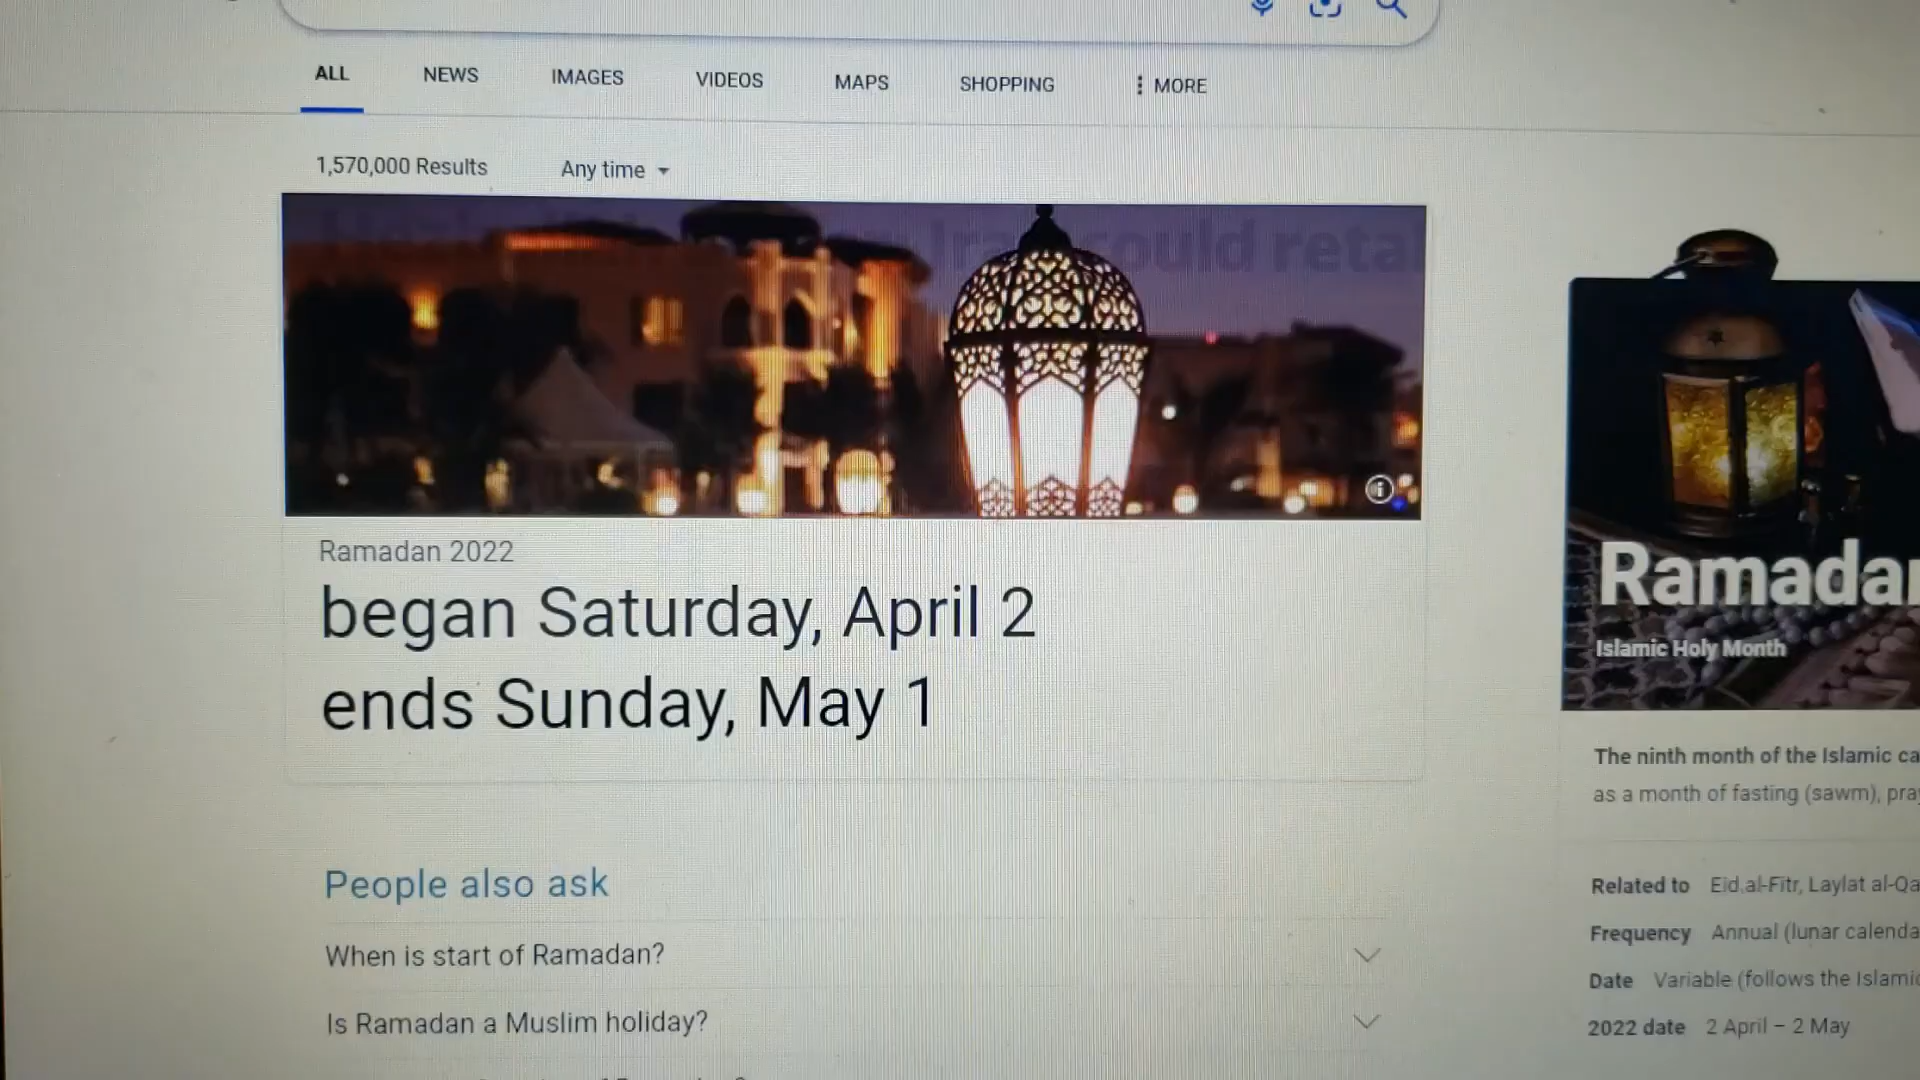 ALL NEWS IMAGES VIDEOS MAPS SHOPPING MORE
1,570,000 Results Any time
could
Ramadan 2022
began Saturday, April 2
ends Sunday, May 1
People also ask
When is start of Ramadan?
Is Ramadan a Muslim holiday?
Ramadan
Islamic Holy Month
The ninth month of the Islamic ca
as a month of fasting (sawm), pra
Related to Eid al-Fitr, Laylat al-Qa
Frequency Annual (lunar calenda
Date Variable (follows the Islamic
2022 date 2 April – 2 May